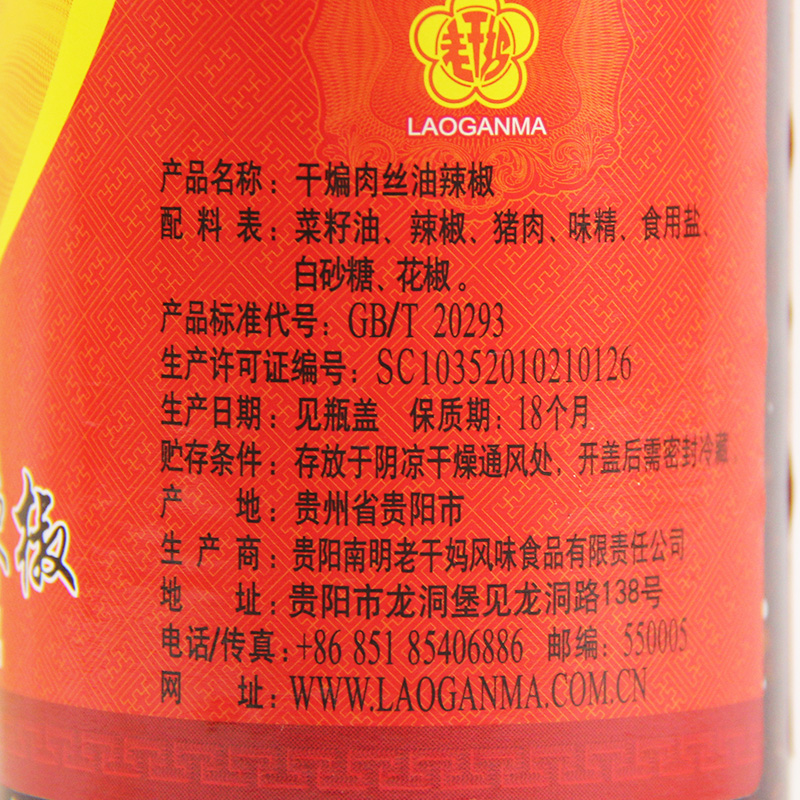 老干妈
LAOGANMA
产品名称：干煸肉丝油辣椒
配料表：菜籽油、辣椒、猪肉、味精、食用盐、
白砂糖、花椒。
产品标准代号：GB/T 20293
生产许可证编号：SC10352010210126
生产日期：见瓶盖 保质期：18个月
贮存条件：存放于阴凉干燥通风处，开盖后需密封冷藏
产地：贵州省贵阳市
生产商：贵阳南明老干妈风味食品有限责任公司
地址：贵阳市龙洞堡见龙洞路138号
电话/传真：+86 851 85406886 邮编：550005
网址：WWW.LAOGANMA.COM.CN
椒